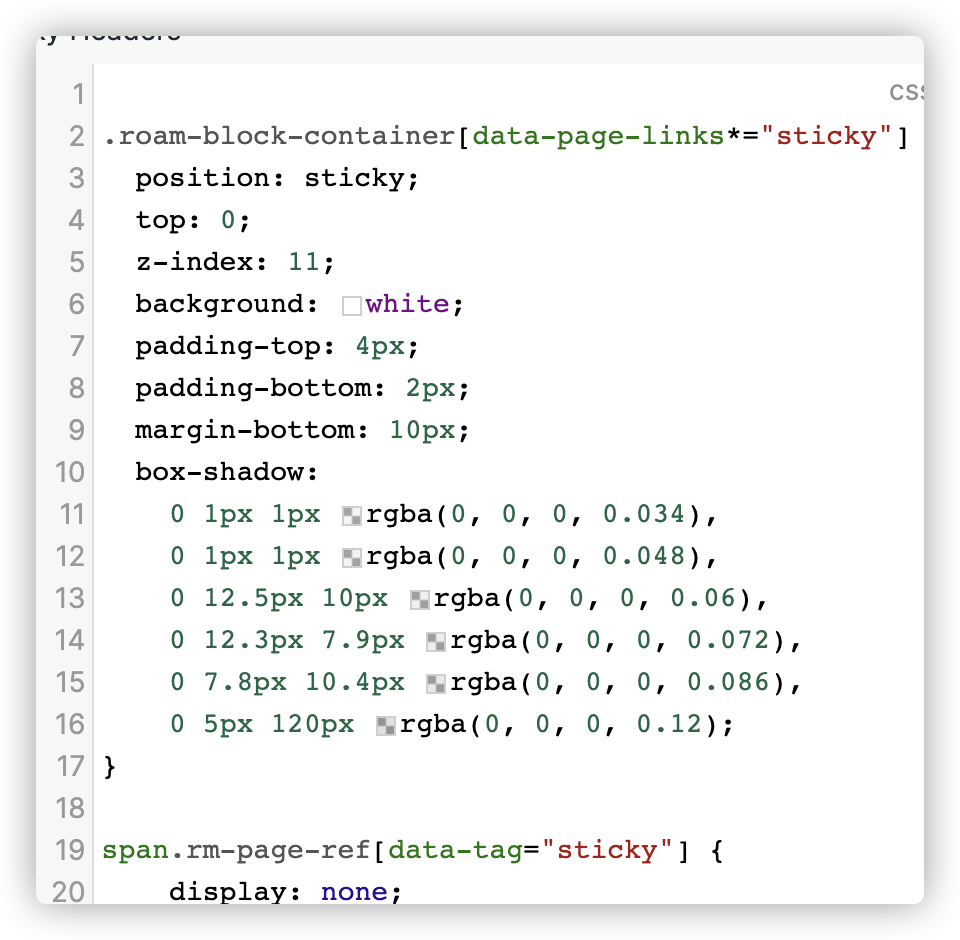 ky Headers
CSS
1
2 .roam-block-container[data-page-links*="sticky"]
3 position: sticky;
4 top: 0;
5 z-index: 11;
6 background: white;
7 padding-top: 4px;
8 padding-bottom: 2px;
9 margin-bottom: 10px;
10 box-shadow:
11 0 1px 1px rgba(0, 0, 0, 0.034),
12 0 1px 1px rgba(0, 0, 0, 0.048),
13 0 12.5px 10px rgba(0, 0, 0, 0.06),
14 0 12.3px 7.9px rgba(0, 0, 0, 0.072),
15 0 7.8px 10.4px rgba(0, 0, 0, 0.086),
16 0 5px 120px rgba(0, 0, 0, 0.12);
17 }
18
19 span.rm-page-ref[data-tag="sticky"] {
20 display: none;